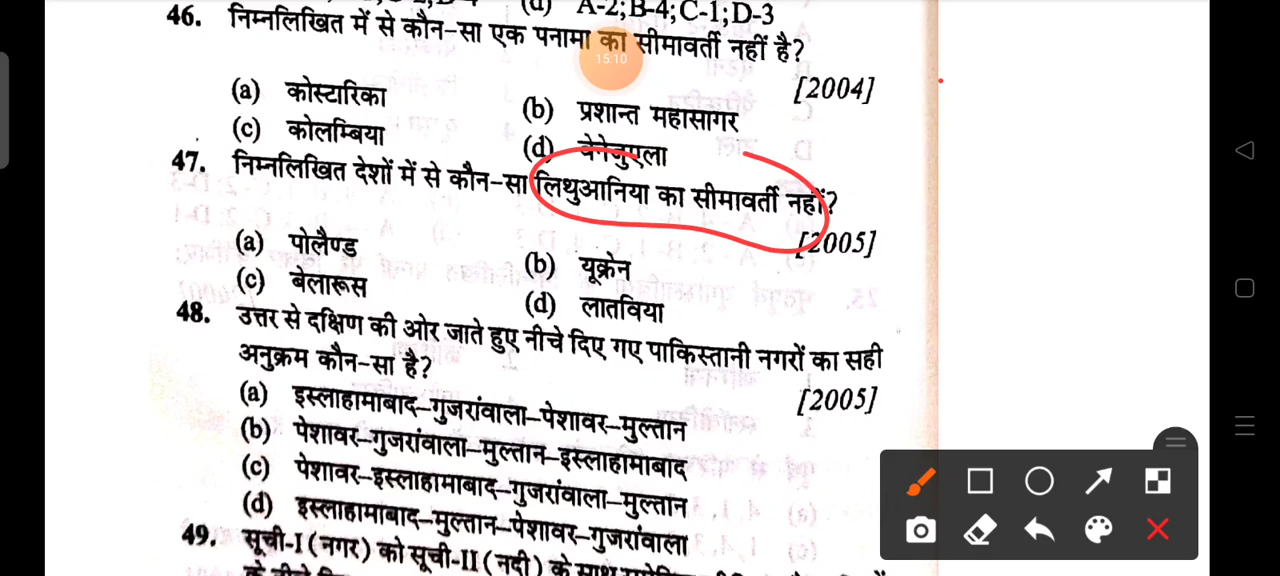 (d) A-2; B-4; C-1; D-3
46. निम्नलिखित में से कौन-सा एक पनामा का सीमावर्ती नहीं है?
15:10
[2004]
(a) कोस्टारिका (b) प्रशान्त महासागर
(c) कोलम्बिया (d) वेनेजुएला
47. निम्नलिखित देशों में से कौन-सा लिथुआनिया का सीमावर्ती नहीं?
[2005]
(a) पोलैण्ड (b) यूक्रेन
(c) बेलारूस (d) लातविया
48. उत्तर से दक्षिण की ओर जाते हुए नीचे दिए गए पाकिस्तानी नगरों का सही
अनुक्रम कौन-सा है? [2005]
(a) इस्लाहामाबाद–गुजरांवाला–पेशावर–मुल्तान
(b) पेशावर–गुजरांवाला–मुल्तान–इस्लाहामाबाद
(c) पेशावर–इस्लाहामाबाद–गुजरांवाला–मुल्तान
(d) इस्लाहामाबाद–मुल्तान–पेशावर–गुजरांवाला
49. सूची-I (नगर) को सूची-II (नदी) के साथ